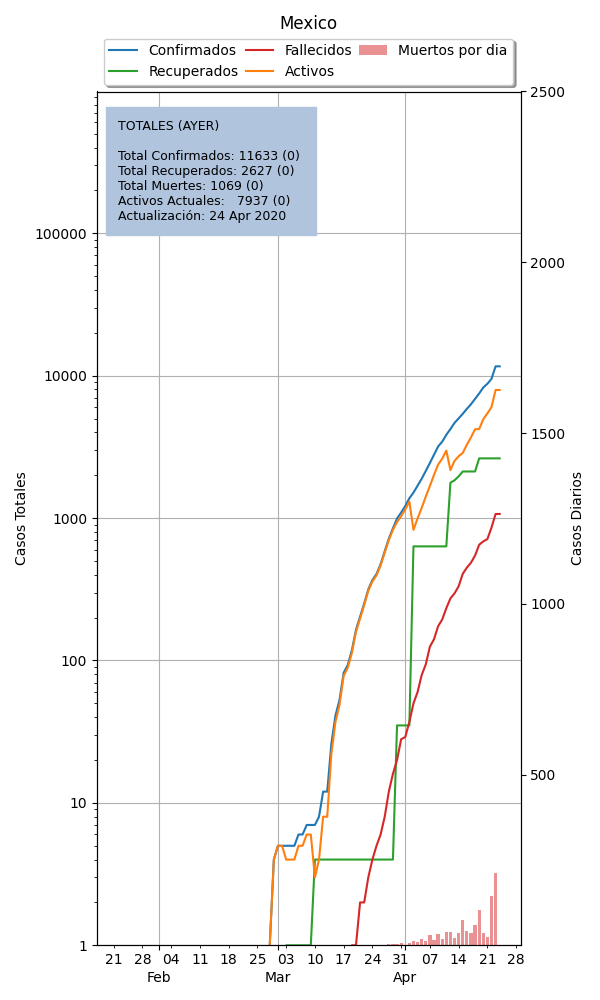 Mexico
Confirmados
Recuperados
Fallecidos
Activos
Muertos por dia
TOTALES (AYER)
Total Confirmados: 11633 (0)
Total Recuperados: 2627 (0)
Total Muertes: 1069 (0)
Activos Actuales:   7937 (0)
Actualización: 24 Apr 2020
Casos Totales
100000
10000
1000
100
10
1
Casos Diarios
2500
2000
1500
1000
500
21 28 04 11 18 25 03 10 17 24 31 07 14 21 28
Feb Mar Apr